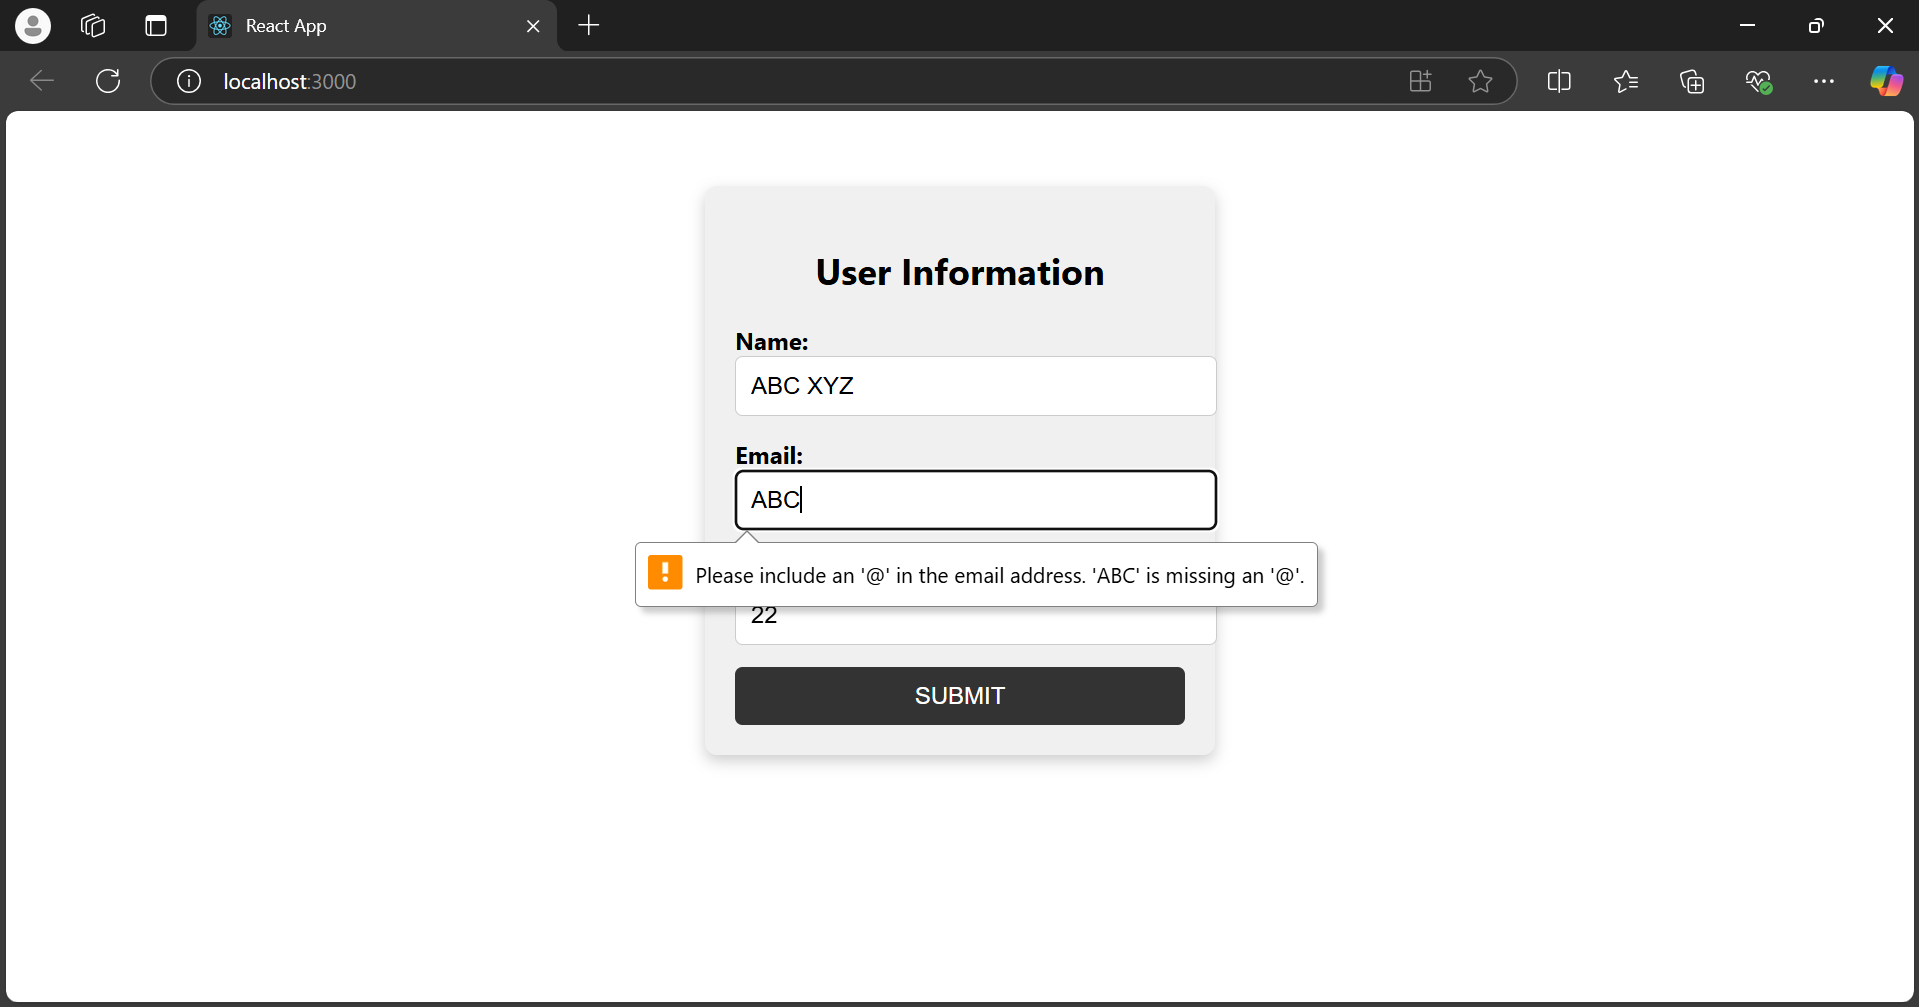 React App
localhost:3000
User Information
Name:
ABC XYZ
Email:
ABC
Please include an '@' in the email address. 'ABC' is missing an '@'.
22
SUBMIT